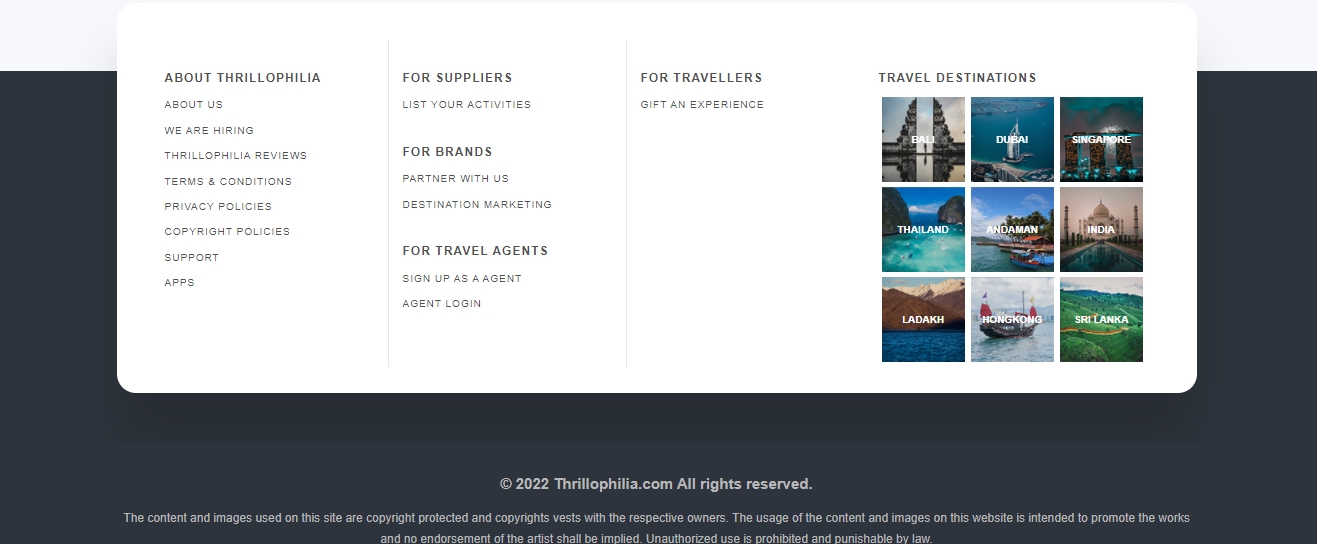 ABOUT THRILLOPHILIA
ABOUT US
WE ARE HIRING
THRILLOPHILIA REVIEWS
TERMS & CONDITIONS
PRIVACY POLICIES
COPYRIGHT POLICIES
SUPPORT
APPS
FOR SUPPLIERS
LIST YOUR ACTIVITIES
FOR BRANDS
PARTNER WITH US
DESTINATION MARKETING
FOR TRAVEL AGENTS
SIGN UP AS A AGENT
AGENT LOGIN
FOR TRAVELLERS
GIFT AN EXPERIENCE
TRAVEL DESTINATIONS
BALI
DUBAI
SINGAPORE
THAILAND
ANDAMAN
INDIA
LADAKH
HONGKONG
SRI LANKA
© 2022 Thrillophilia.com All rights reserved.
The content and images used on this site are copyright protected and copyrights vests with the respective owners. The usage of the content and images on this website is intended to promote the works
and no endorsement of the artist shall be implied. Unauthorized use is prohibited and punishable by law.